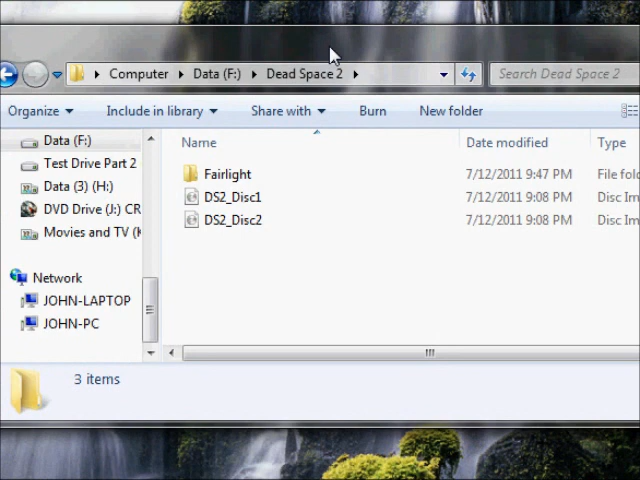 Computer Data (F:) Dead Space 2 Search Dead Space 2
Organize Include in library Share with Burn New folder
Data (F:) Name Date modified Type
Test Drive Part 2 Fairlight 7/12/2011 9:47 PM File fol
Data (3) (H:) DS2_Disc1 7/12/2011 9:08 PM Disc Im
DVD Drive (J:) CR DS2_Disc2 7/12/2011 9:08 PM Disc Im
Movies and TV (K
Network
JOHN-LAPTOP
JOHN-PC
3 items